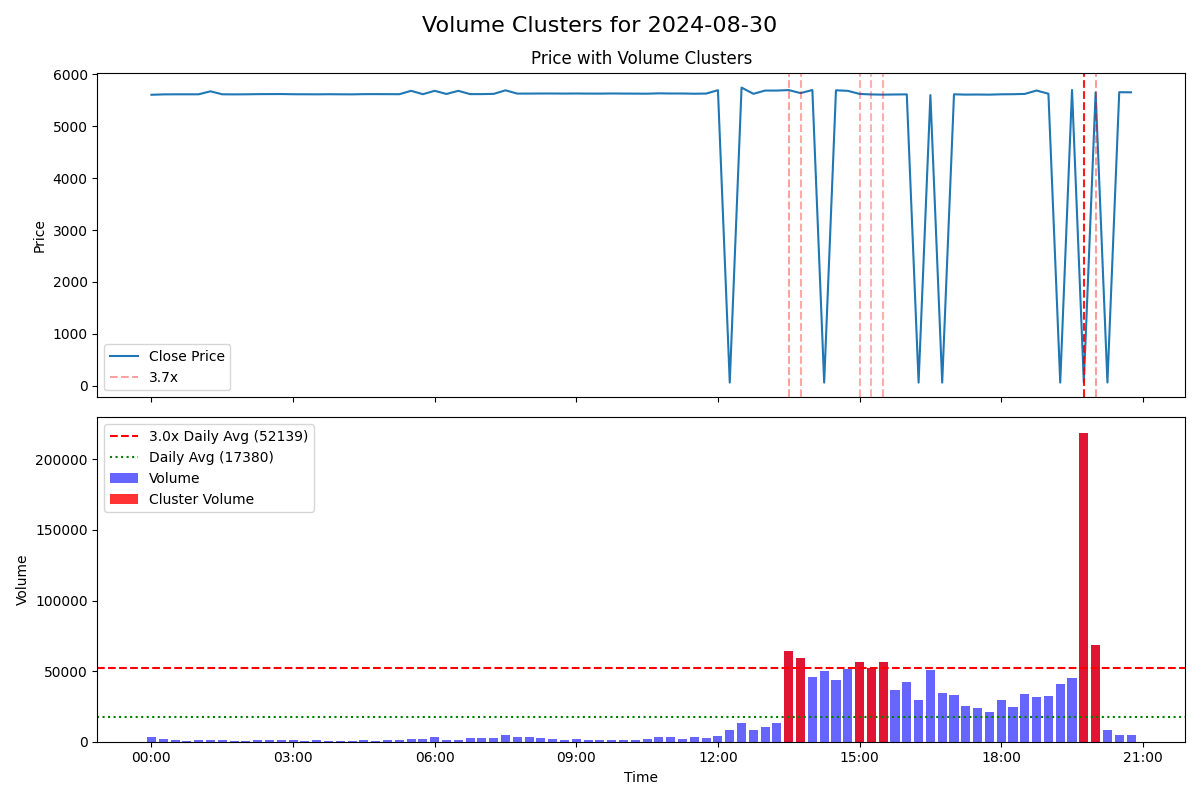 Volume Clusters for 2024-08-30
Price with Volume Clusters
6000
5000
4000
3000
2000
1000
0
Price
Close Price
3.7x
200000
150000
100000
50000
0
Volume
3.0x Daily Avg (52139)
Daily Avg (17380)
Volume
Cluster Volume
00:00 03:00 06:00 09:00 12:00 15:00 18:00 21:00
Time